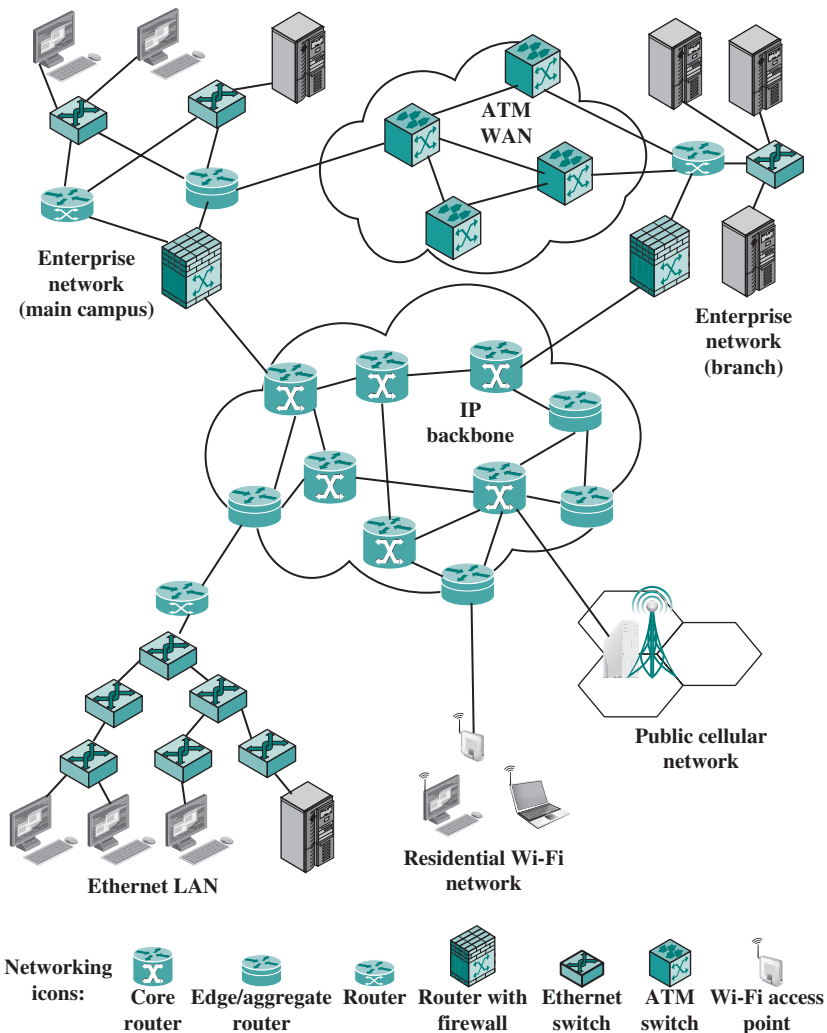 ATM
WAN
Enterprise
network
(main campus)
Enterprise
network
(branch)
IP
backbone
Public cellular
network
Residential Wi-Fi
network
Ethernet LAN
Networking
icons:
Core
router
Edge/aggregate
router
Router
Router with
firewall
Ethernet
switch
ATM
switch
Wi-Fi access
point